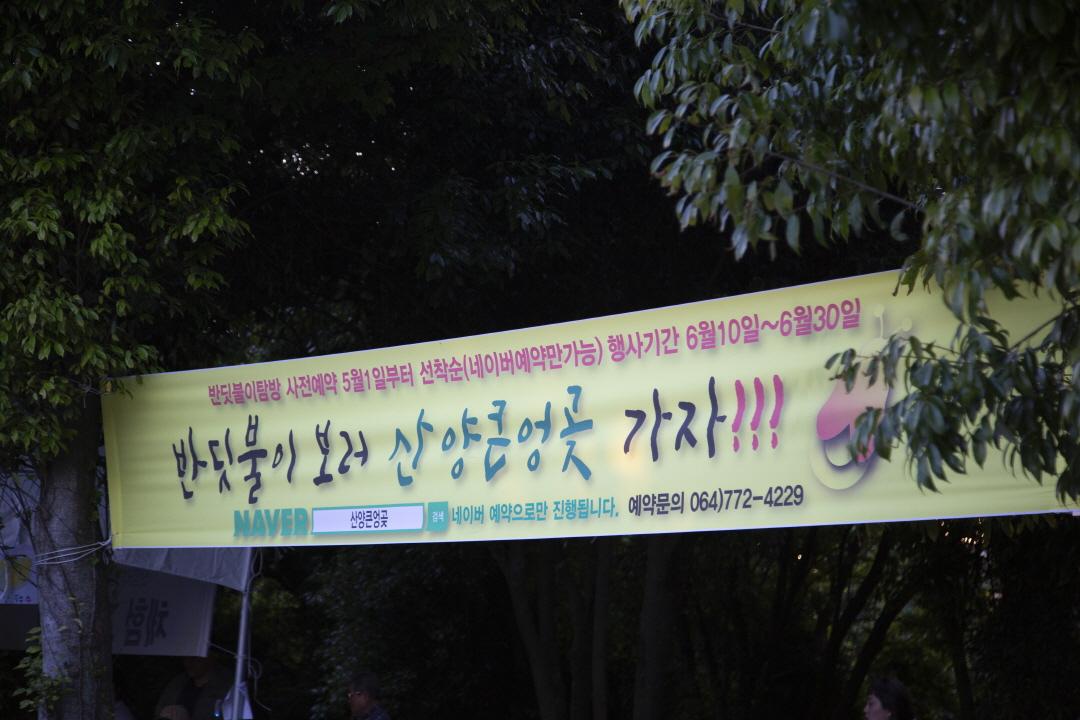 반딧불이탐방 사전예약 5월1일부터 선착순(네이버예약만가능) 행사기간 6월10일~6월30일
반딧불이 보러 산양큰엉곶 가자!!!
NAVER 산양큰엉곶 검색 네이버 예약으로만 진행됩니다. 예약문의 064)772-4229
체험